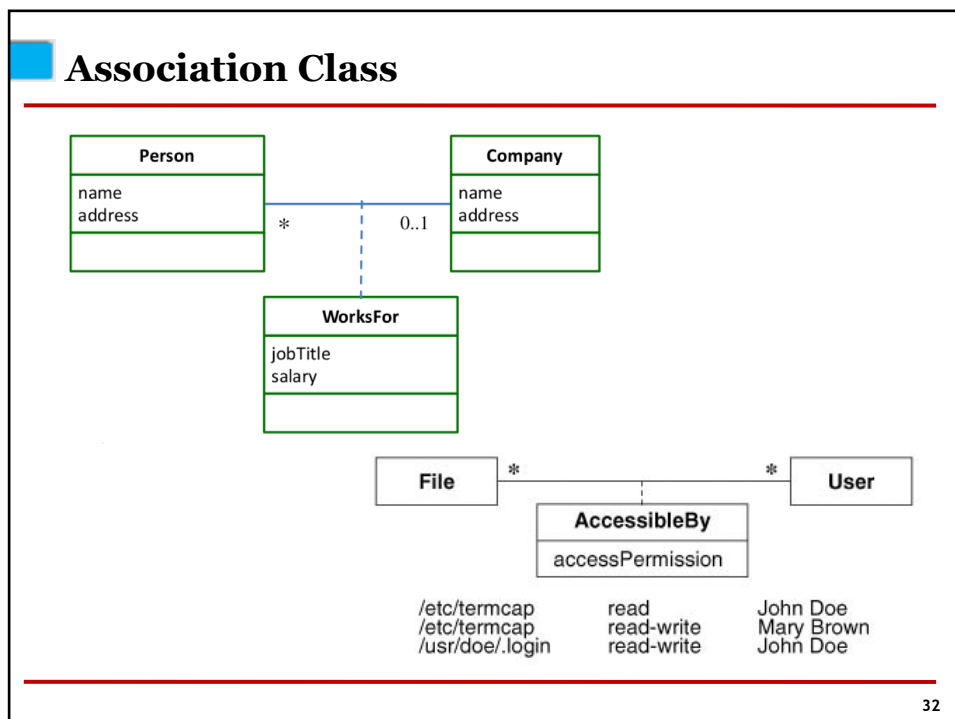 Association Class
Person
name
address
*
0..1
Company
name
address
WorksFor
jobTitle
salary
File
*
*
User
AccessibleBy
accessPermission
/etc/termcap read John Doe
/etc/termcap read-write Mary Brown
/usr/doe/.login read-write John Doe
32